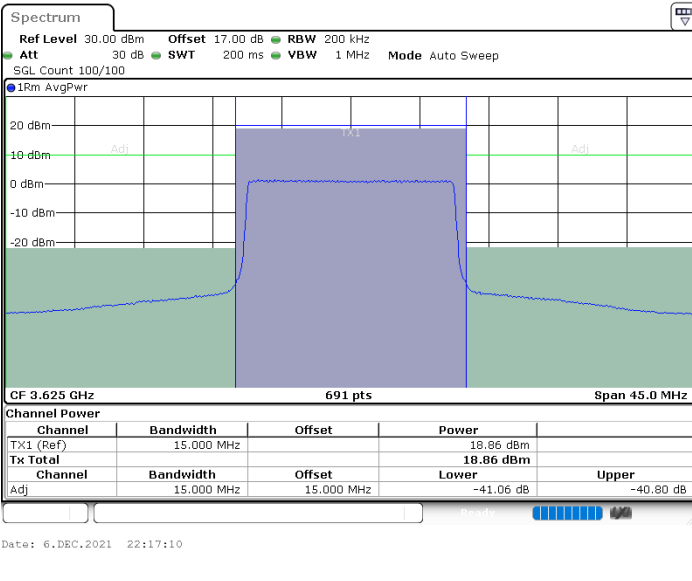 Spectrum
Ref Level 30.00 dBm Offset 17.00 dB RBW 200 kHz
Att 30 dB SWT 200 ms VBW 1 MHz Mode Auto Sweep
SGL Count 100/100
1Rm AvgPwr
20 dBm
TX1
Adj Adj
10 dBm
0 dBm
-10 dBm
-20 dBm
CF 3.625 GHz 691 pts Span 45.0 MHz
Channel Power
Channel Bandwidth Offset Power
TX1 (Ref) 15.000 MHz 18.86 dBm
Tx Total 18.86 dBm
Channel Bandwidth Offset Lower Upper
Adj 15.000 MHz 15.000 MHz -41.06 dB -40.80 dB
Ready
Date: 6.DEC.2021 22:17:10